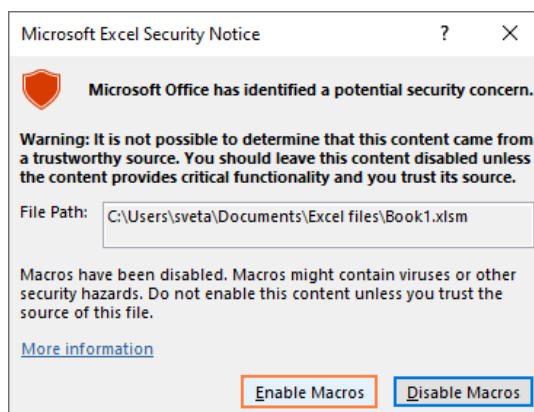 Microsoft Excel Security Notice ? ×
Microsoft Office has identified a potential security concern.
Warning: It is not possible to determine that this content came from
a trustworthy source. You should leave this content disabled unless
the content provides critical functionality and you trust its source.
File Path: C:\Users\sveta\Documents\Excel files\Book1.xlsm
Macros have been disabled. Macros might contain viruses or other
security hazards. Do not enable this content unless you trust the
source of this file.
More information
Enable Macros Disable Macros